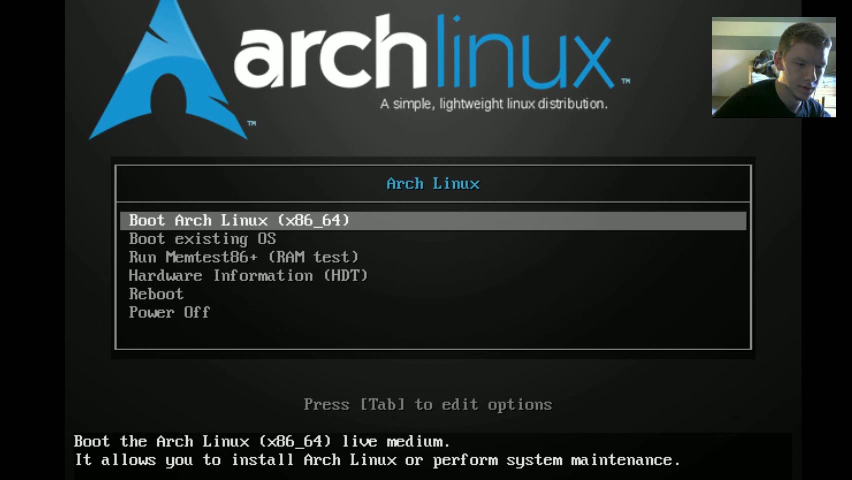 archlinux™
A simple, lightweight linux distribution.
™
Arch Linux
Boot Arch Linux (x86_64)
Boot existing OS
Run Memtest86+ (RAM test)
Hardware Information (HDT)
Reboot
Power Off
Press [Tab] to edit options
Boot the Arch Linux (x86_64) live medium.
It allows you to install Arch Linux or perform system maintenance.